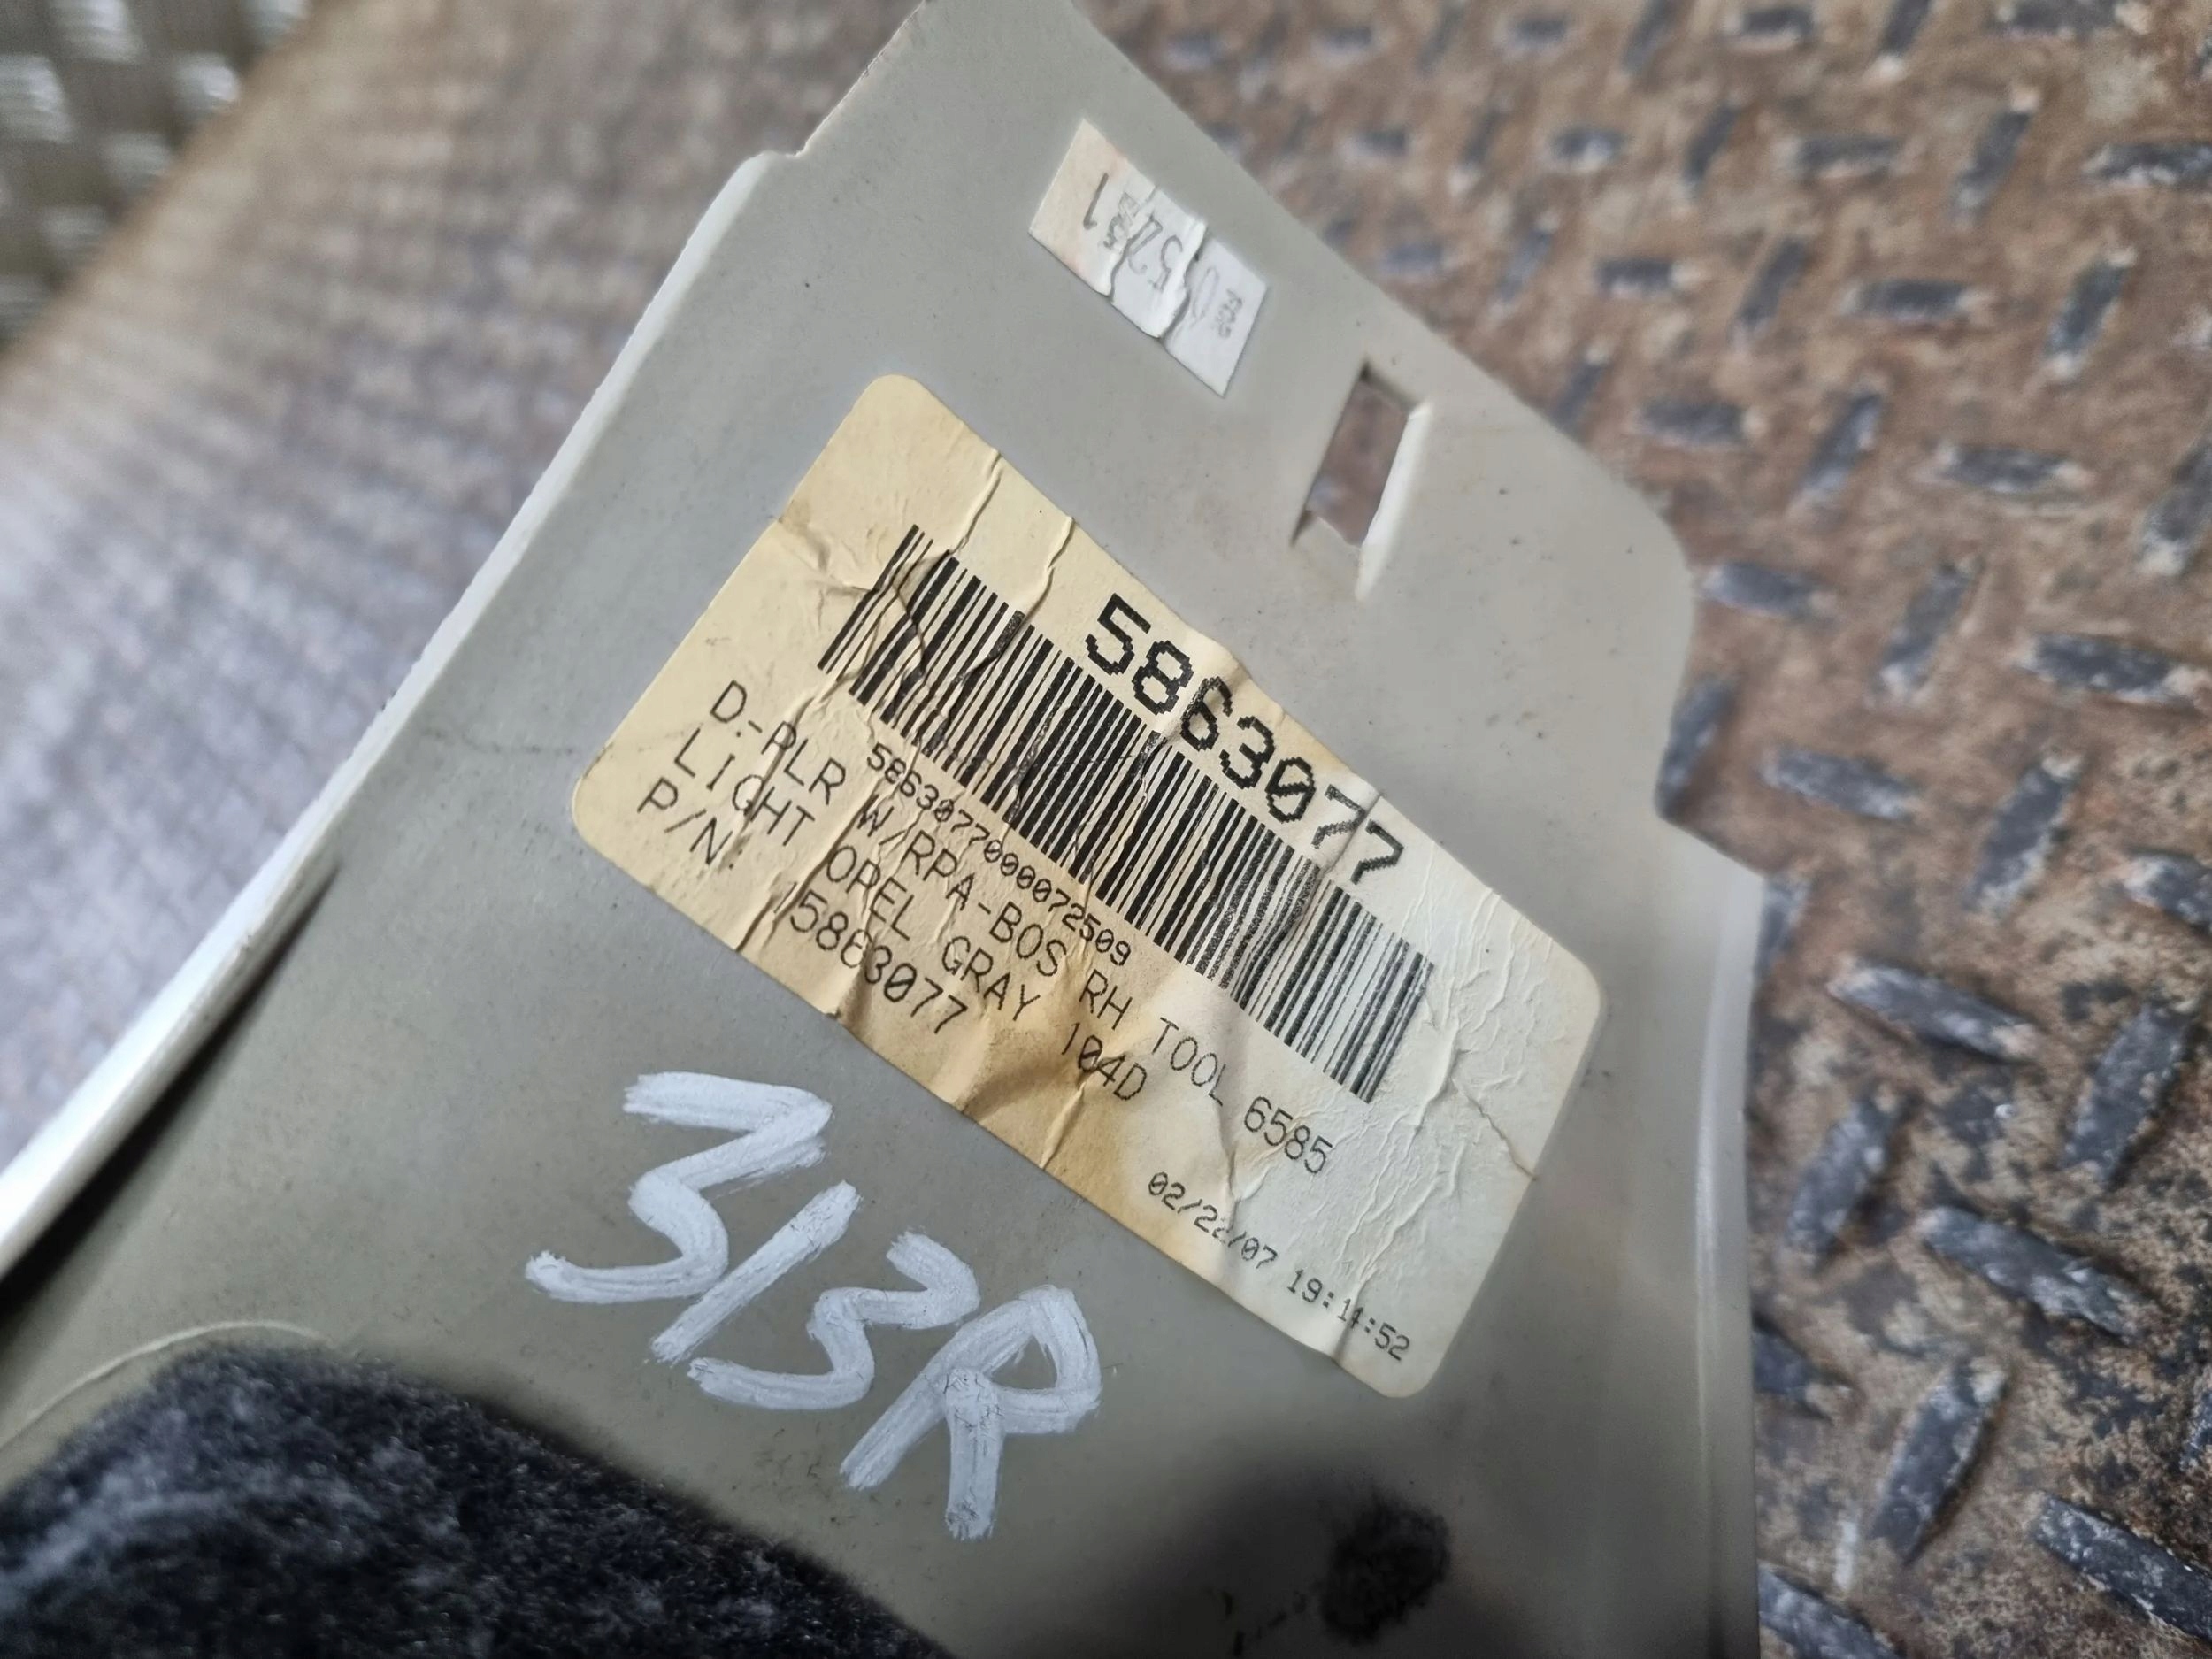 5863077
5863077000072509
D-PLR W/RPA-BOS RH TOOL 6585
LIGHT OPEL GRAY 104D
P/N: 15863077
02/22/07 19:14:52
313R